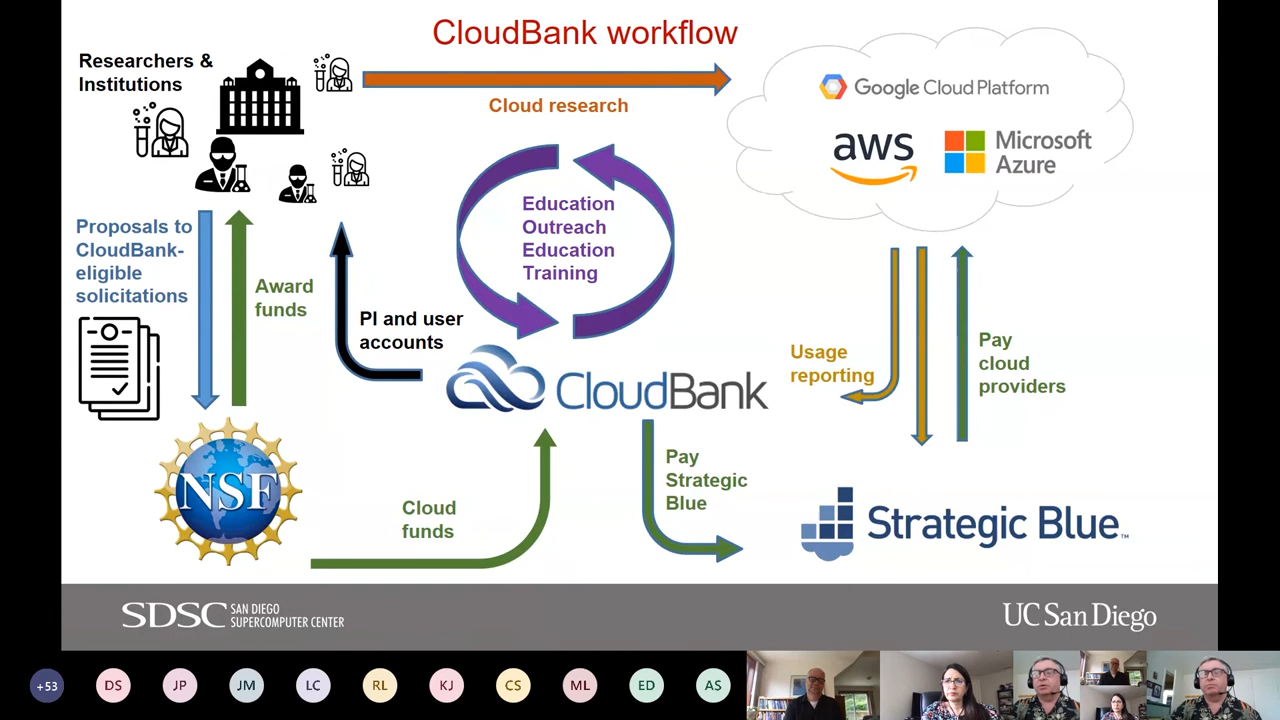 CloudBank workflow
Researchers &
Institutions
Cloud research
Google Cloud Platform
aws
Microsoft
Azure
Education
Outreach
Education
Training
Proposals to
CloudBank-
eligible
solicitations
Award
funds
PI and user
accounts
CloudBank
Usage
reporting
Pay
cloud
providers
NSF
Cloud
funds
Pay
Strategic
Blue
Strategic Blue™
SDSC SAN DIEGO
SUPERCOMPUTER CENTER
UC San Diego
+53
DS
JP
JM
LC
RL
KJ
CS
ML
ED
AS